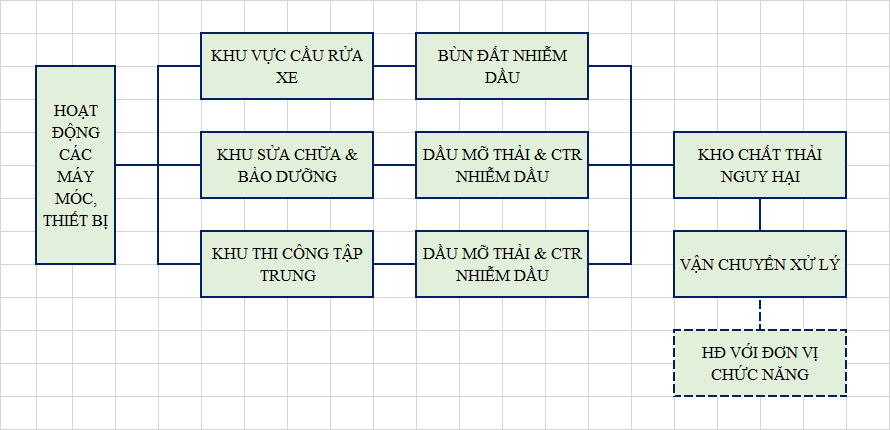 HOẠT
ĐỘNG
CÁC
MÁY
MÓC,
THIẾT BỊ
KHU VỰC CẦU RỬA
XE
BÙN ĐẤT NHIỄM
DẦU
KHU SỬA CHỮA &
BẢO DƯỠNG
DẦU MỠ THẢI & CTR
NHIỄM DẦU
KHU THI CÔNG TẬP
TRUNG
DẦU MỠ THẢI & CTR
NHIỄM DẦU
KHO CHẤT THẢI
NGUY HẠI
VẬN CHUYỂN XỬ LÝ
HĐ VỚI ĐƠN VỊ
CHỨC NĂNG